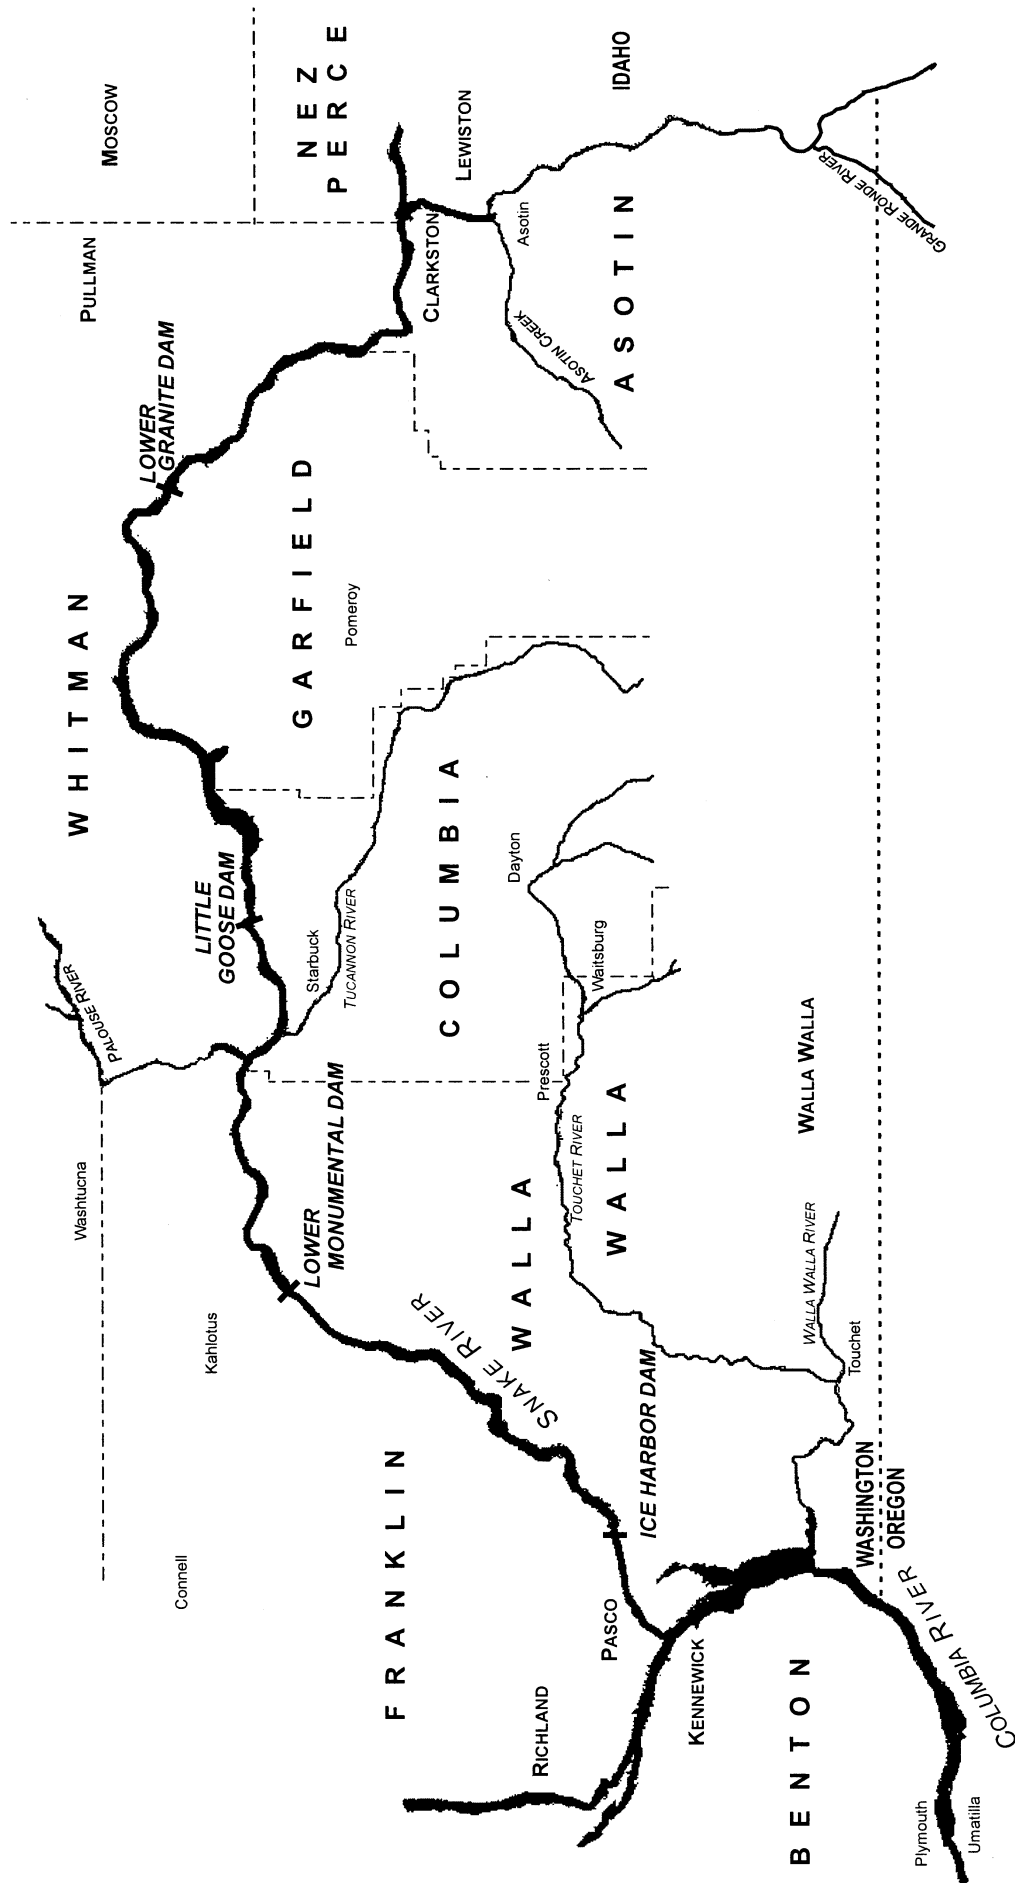 MOSCOW
PULLMAN
NEZ
PERCE
LEWISTON
IDAHO
CLARKSTON
Asotin
ASOTIN
ASOTIN CREEK
GRANDE RONDE RIVER
LOWER
GRANITE DAM
WHITMAN
GARFIELD
Pomeroy
LITTLE
GOOSE DAM
Starbuck
TUCANNON RIVER
COLUMBIA
Dayton
Waitsburg
PALOUSE RIVER
Washtucna
Kahlotus
Connell
LOWER
MONUMENTAL DAM
Prescott
TOUCHET RIVER
WALLA
WALLA
WALLA WALLA
WALLA WALLA RIVER
Touchet
SNAKE RIVER
ICE HARBOR DAM
FRANKLIN
PASCO
RICHLAND
KENNEWICK
BENTON
WASHINGTON
OREGON
COLUMBIA RIVER
Plymouth
Umatilla